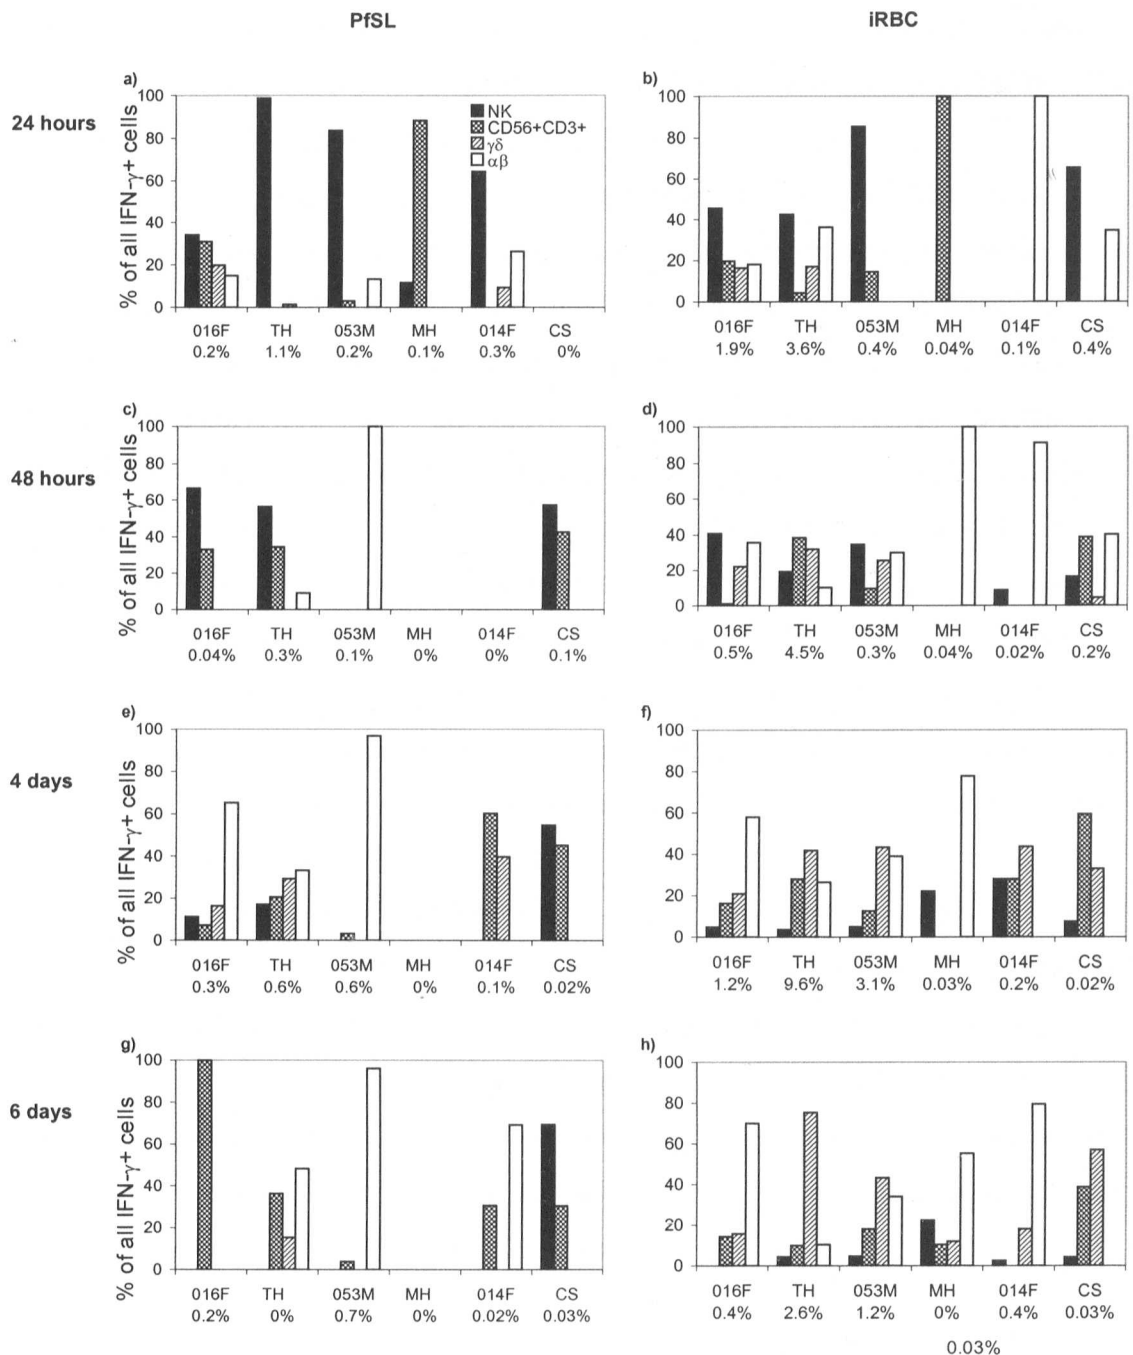 PfSL iRBC
a) b)
24 hours
% of all IFN-γ+ cells
100 80 60 40 20 0
NK
CD56+CD3+
γδ
αβ
016F TH 053M MH 014F CS
0.2% 1.1% 0.2% 0.1% 0.3% 0%
100 80 60 40 20 0
016F TH 053M MH 014F CS
1.9% 3.6% 0.4% 0.04% 0.1% 0.4%
c) d)
48 hours
% of all IFN-γ+ cells
100 80 60 40 20 0
016F TH 053M MH 014F CS
0.04% 0.3% 0.1% 0% 0% 0.1%
100 80 60 40 20 0
016F TH 053M MH 014F CS
0.5% 4.5% 0.3% 0.04% 0.02% 0.2%
e) f)
4 days
% of all IFN-γ+ cells
100 80 60 40 20 0
016F TH 053M MH 014F CS
0.3% 0.6% 0.6% 0% 0.1% 0.02%
100 80 60 40 20 0
016F TH 053M MH 014F CS
1.2% 9.6% 3.1% 0.03% 0.2% 0.02%
g) h)
6 days
% of all IFN-γ+ cells
100 80 60 40 20 0
016F TH 053M MH 014F CS
0.2% 0% 0.7% 0% 0.02% 0.03%
100 80 60 40 20 0
016F TH 053M MH 014F CS
0.4% 2.6% 1.2% 0% 0.4% 0.03%
0.03%